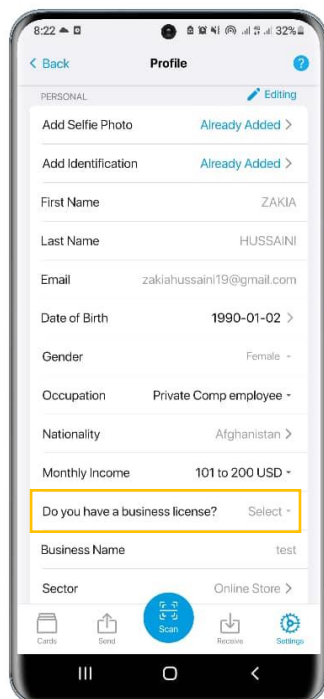 8:22
32%
Back Profile ?
PERSONAL Editing
Add Selfie Photo Already Added >
Add Identification Already Added >
First Name ZAKIA
Last Name HUSSAINI
Email zakiahussaini19@gmail.com
Date of Birth 1990-01-02 >
Gender Female
Occupation Private Comp employee
Nationality Afghanistan >
Monthly Income 101 to 200 USD
Do you have a business license? Select
Business Name test
Sector Online Store >
Cards Send Scan Receive Settings